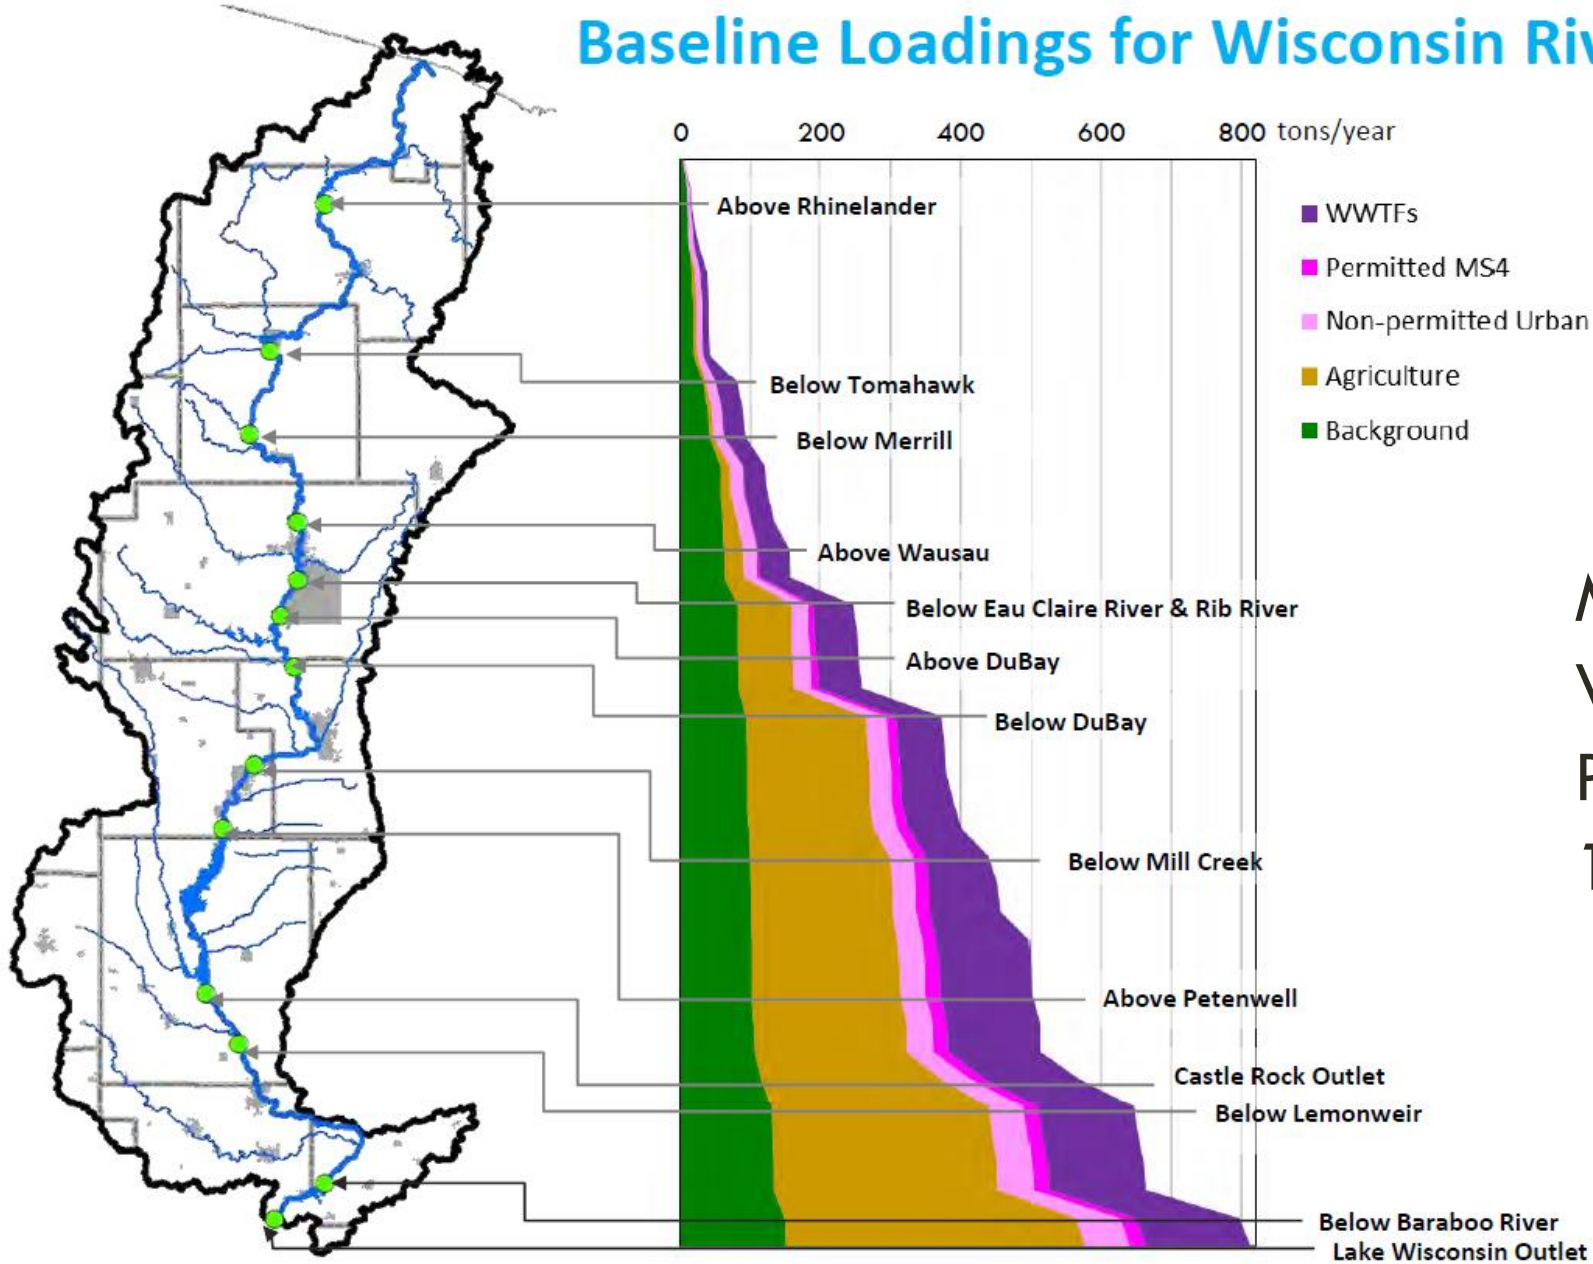 Baseline Loadings for Wisconsin Riv
0 200 400 600 800 tons/year
Above Rhinelander
Below Tomahawk
Below Merrill
Above Wausau
Below Eau Claire River & Rib River
Above DuBay
Below DuBay
Below Mill Creek
Above Petenwell
Castle Rock Outlet
Below Lemonweir
Below Baraboo River
Lake Wisconsin Outlet
WWTFs
Permitted MS4
Non-permitted Urban
Agriculture
Background